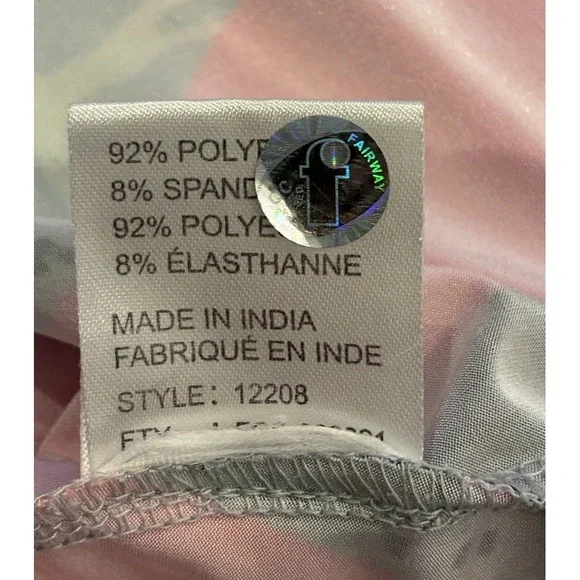 92% POLYE
8% SPAND
92% POLYE
8% ÉLASTHANNE
FAIRWAY
MADE IN INDIA
FABRIQUÉ EN INDE
STYLE: 12208